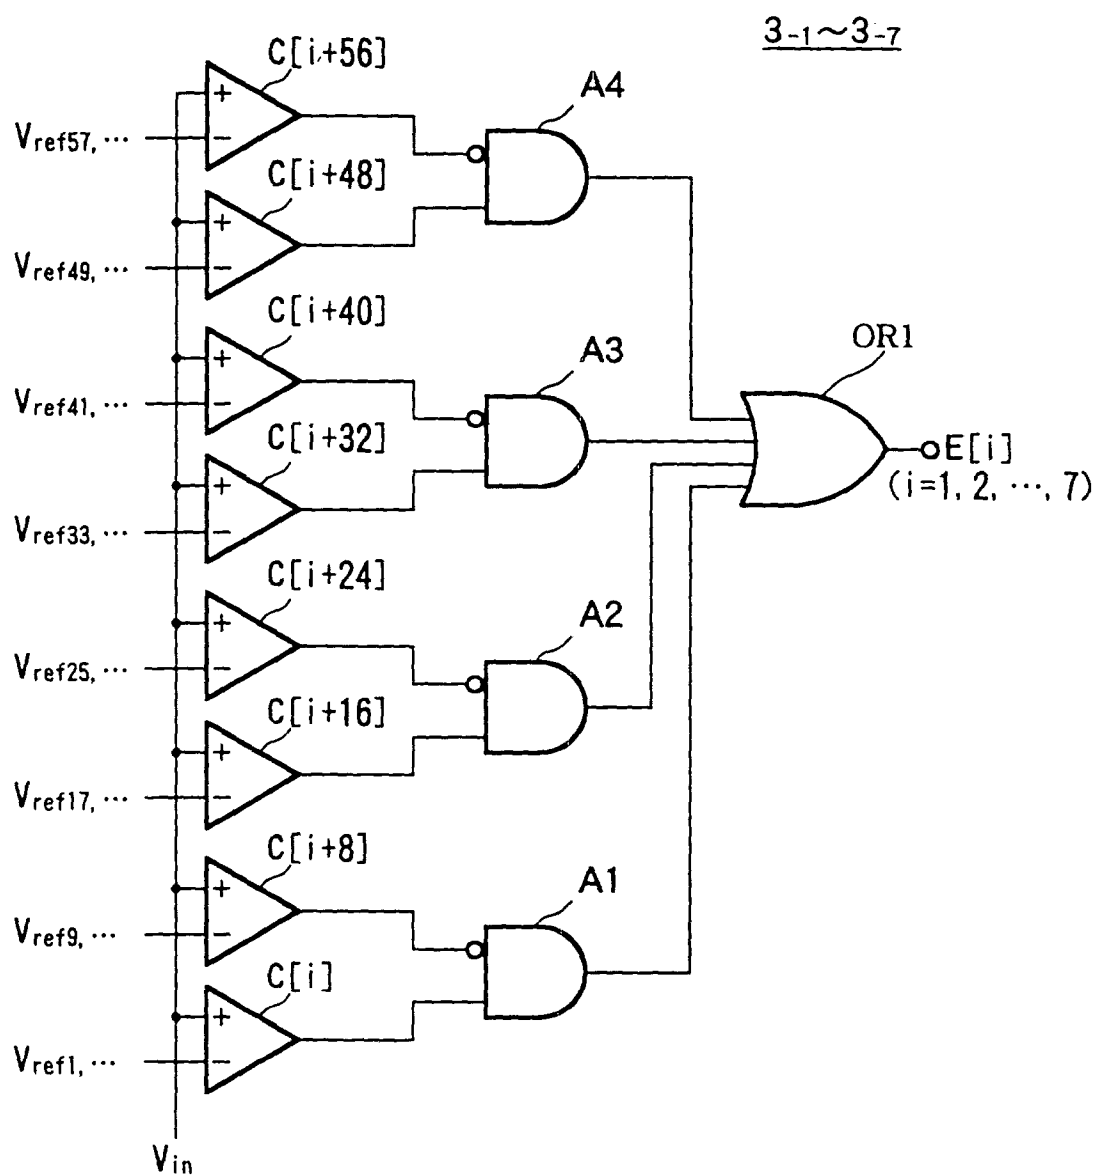 3-1~3-7
C[i+56]
A4
Vref57, ···
+
−
C[i+48]
Vref49, ···
+
−
C[i+40]
A3
OR1
Vref41, ···
+
−
C[i+32]
E[i]
(i=1, 2, ···, 7)
Vref33, ···
+
−
C[i+24]
A2
Vref25, ···
+
−
C[i+16]
Vref17, ···
+
−
C[i+8]
A1
Vref9, ···
+
−
C[i]
Vref1, ···
+
−
Vin